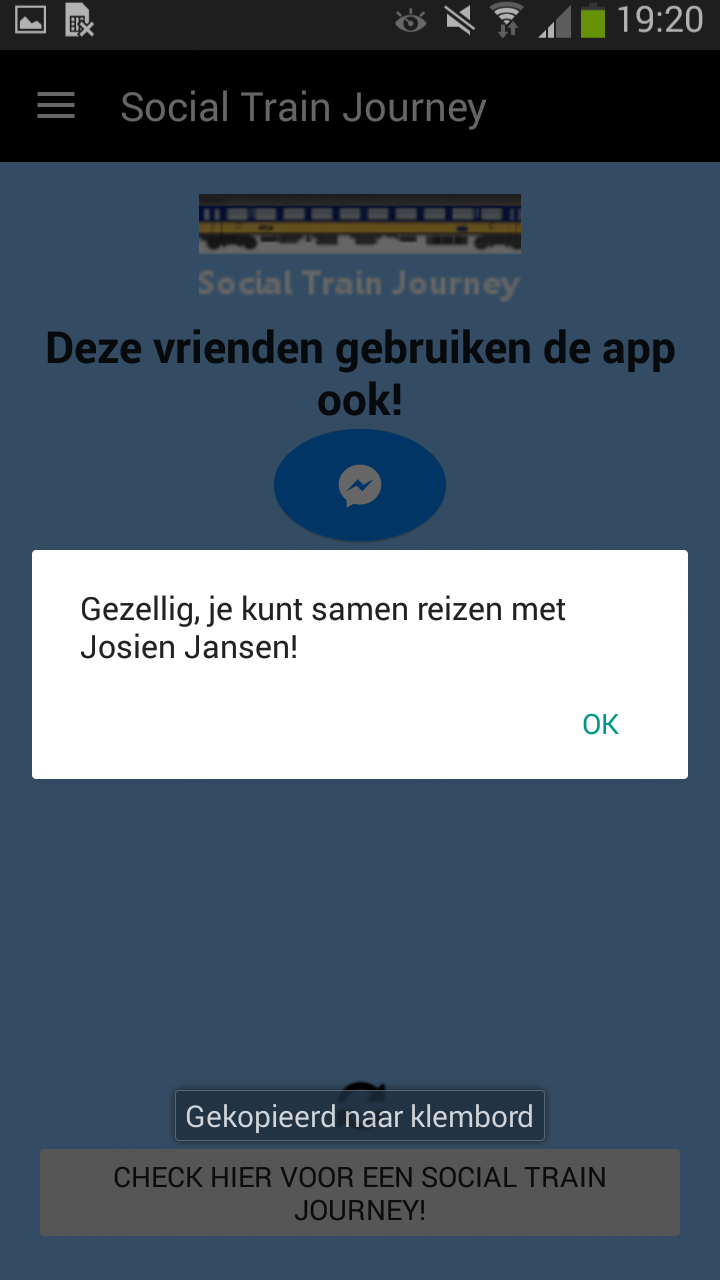 19:20
Social Train Journey
Social Train Journey
Deze vrienden gebruiken de app
ook!
Gezellig, je kunt samen reizen met
Josien Jansen!
OK
Gekopieerd naar klembord
CHECK HIER VOOR EEN SOCIAL TRAIN
JOURNEY!